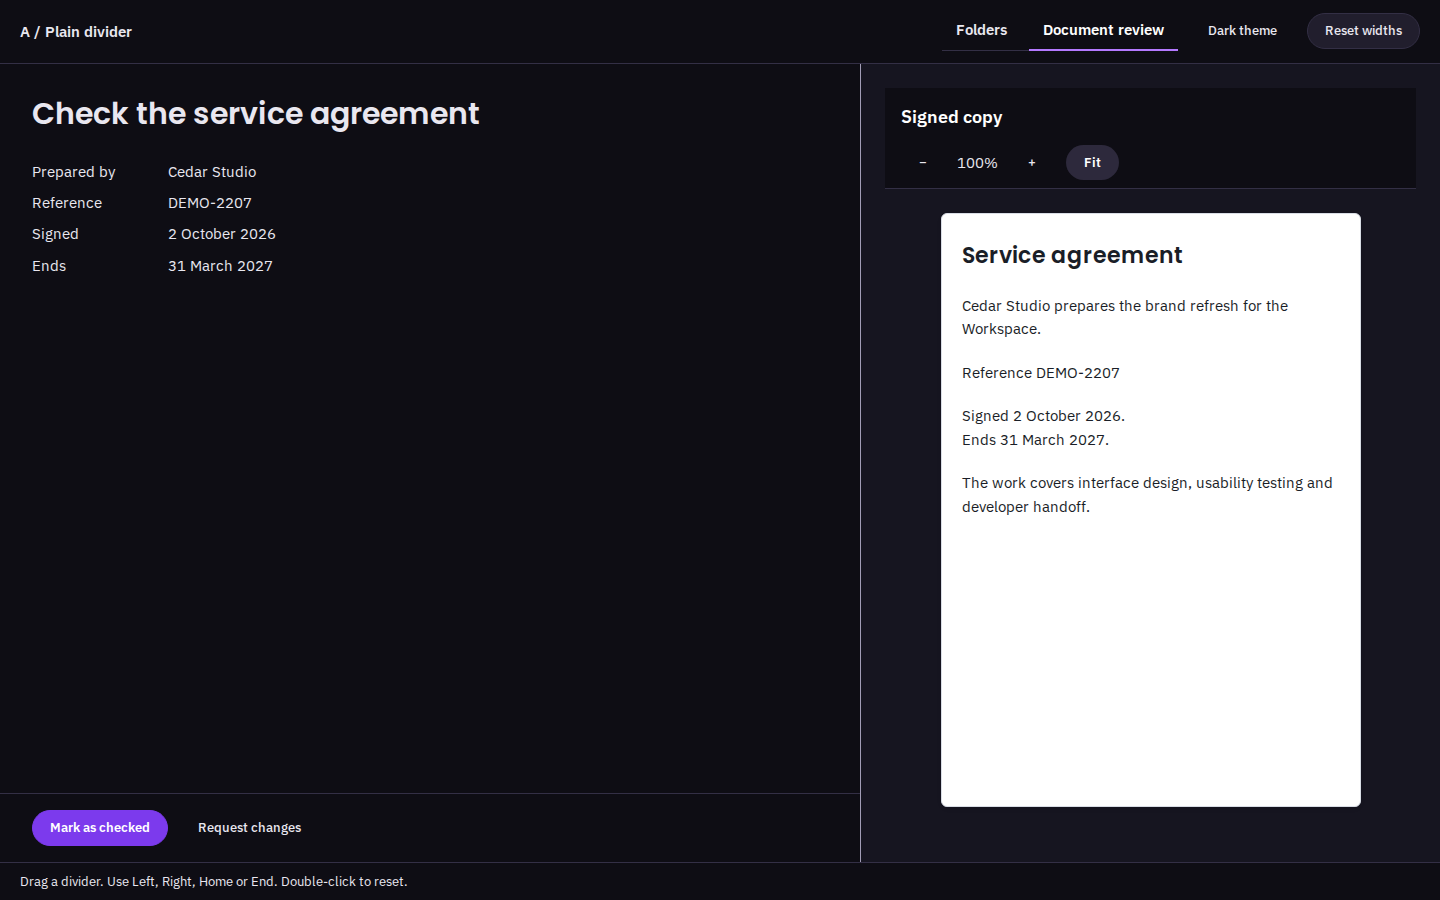 A / Plain divider
Folders
Document review
Dark theme
Reset widths
Check the service agreement
Prepared by Cedar Studio
Reference DEMO-2207
Signed 2 October 2026
Ends 31 March 2027
Mark as checked
Request changes
Signed copy
− 100% + Fit
Service agreement
Cedar Studio prepares the brand refresh for the
Workspace.
Reference DEMO-2207
Signed 2 October 2026.
Ends 31 March 2027.
The work covers interface design, usability testing and
developer handoff.
Drag a divider. Use Left, Right, Home or End. Double-click to reset.